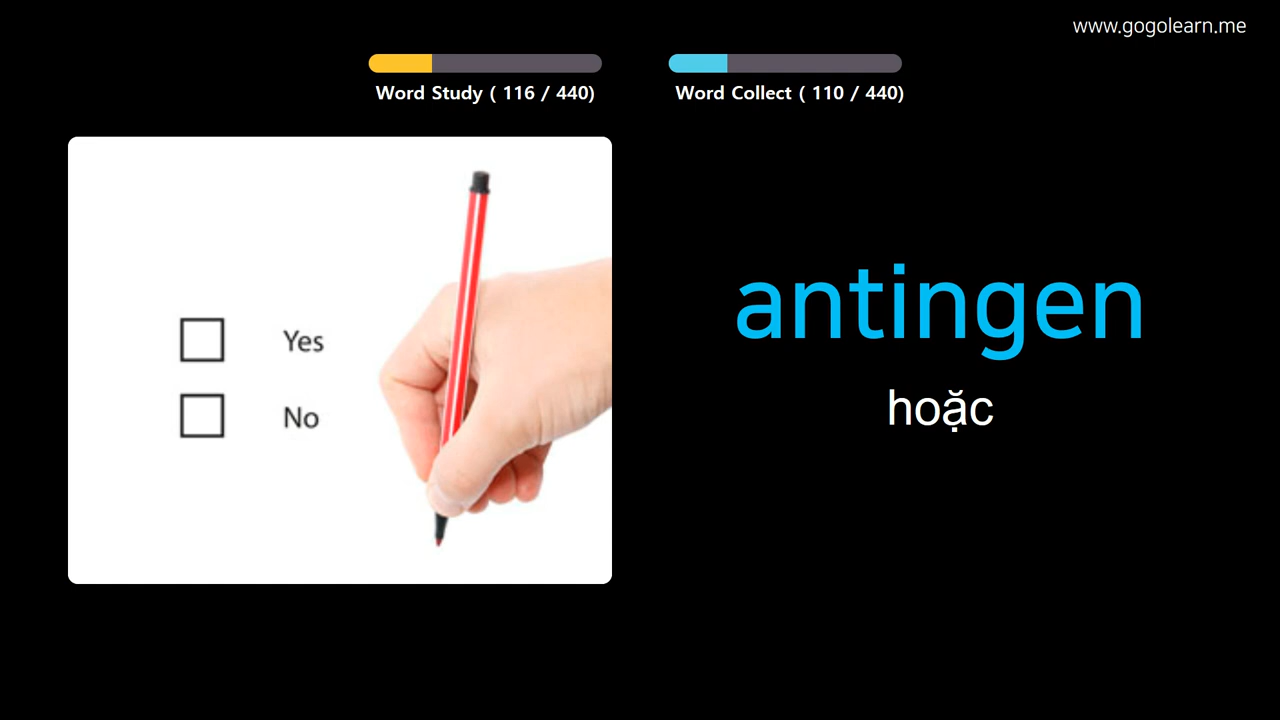 www.gogolearn.me
Word Study ( 116 / 440)
Word Collect ( 110 / 440)
Yes
No
antingen
hoặc